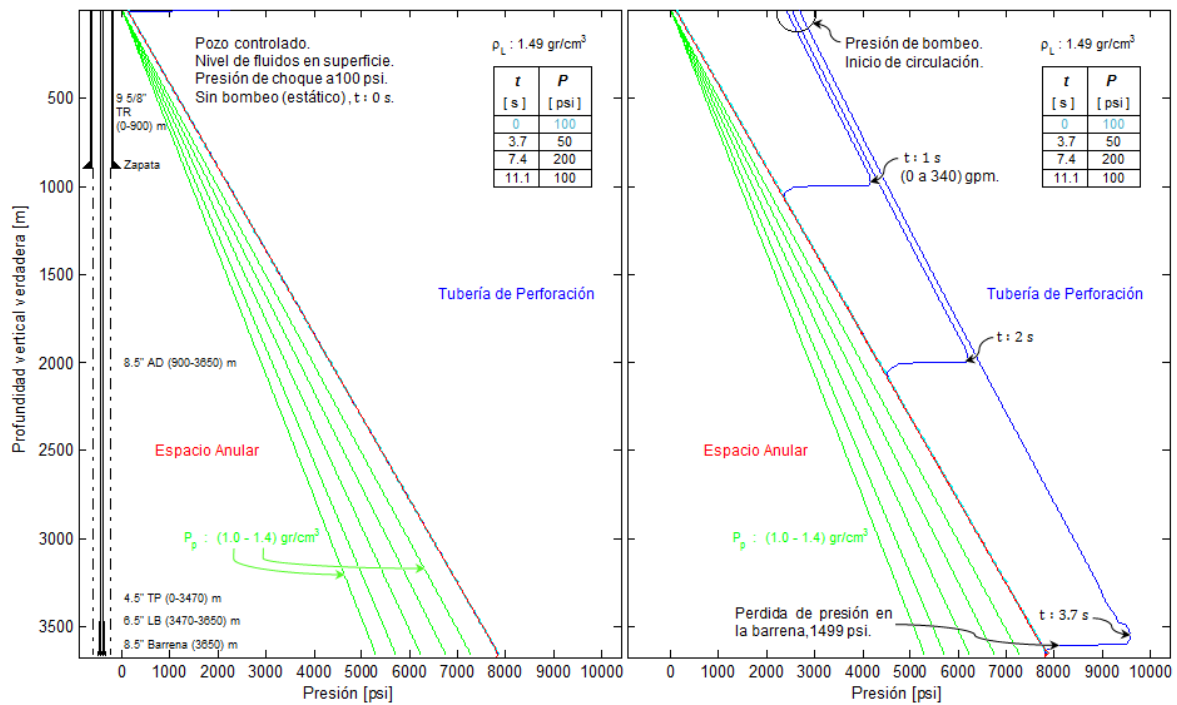 Pozo controlado.
Nivel de fluidos en superficie.
Presión de choque a100 psi.
Sin bombeo (estático), t: 0 s.
ρL : 1.49 gr/cm3
t P
[ s ] [ psi ]
0 100
3.7 50
7.4 200
11.1 100
9 5/8"
TR
(0-900) m
Zapata
8.5" AD (900-3650) m
Tubería de Perforación
Espacio Anular
Pp : (1.0 - 1.4) gr/cm3
4.5" TP (0-3470) m
6.5" LB (3470-3650) m
8.5" Barrena (3650) m
500
1000
1500
2000
2500
3000
3500
Profundidad vertical verdadera [m]
0 1000 2000 3000 4000 5000 6000 7000 8000 9000 10000
Presión [psi]
Presión de bombeo.
Inicio de circulación.
ρL : 1.49 gr/cm3
t P
[ s ] [ psi ]
0 100
3.7 50
7.4 200
11.1 100
t: 1 s
(0 a 340) gpm.
Tubería de Perforación
t: 2 s
Espacio Anular
Pp : (1.0 - 1.4) gr/cm3
Perdida de presión en
la barrena,1499 psi.
t: 3.7 s
0 1000 2000 3000 4000 5000 6000 7000 8000 9000 10000
Presión [psi]